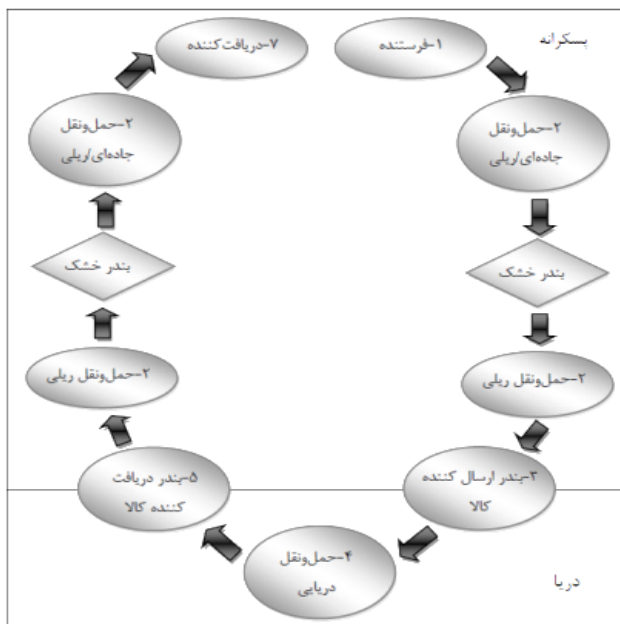 پسکرانه
۱-فرستنده
۲-حمل‌ونقل
جاده‌ای/ریلی
بندر خشک
۲-حمل‌ونقل ریلی
۳-بندر ارسال کننده
کالا
۴-حمل‌ونقل
دریایی
دریا
۵-بندر دریافت
کننده کالا
۲-حمل‌ونقل ریلی
بندر خشک
۲-حمل‌ونقل
جاده‌ای/ریلی
۷-دریافت‌کننده